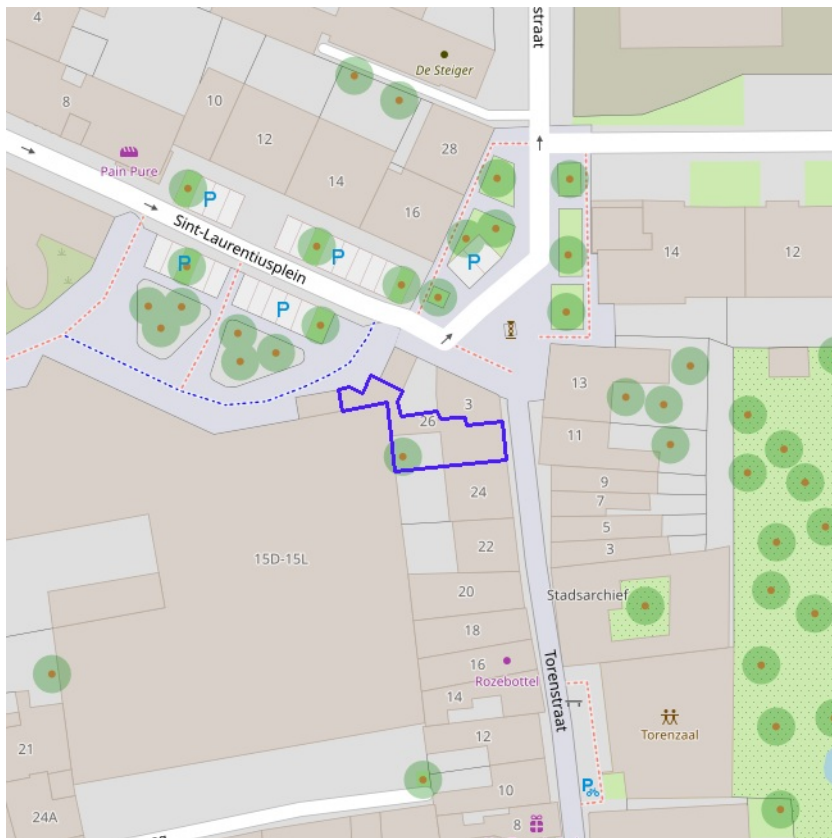 4
straat
De Steiger
8
10
12
28
Pain Pure
14
P
16
Sint-Laurentiusplein
P
P
P
P
14
12
13
3
26
11
24
9
7
5
22
3
15D-15L
20
Stadsarchief
18
16
Rozebottel
Torenstraat
14
Torenzaal
21
12
P
10
24A
8